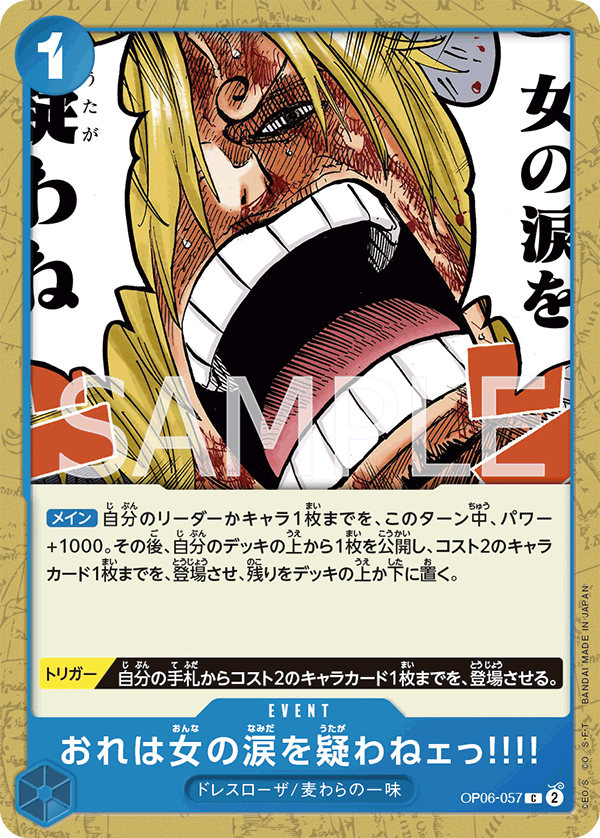 1
女の涙を
疑わね
うたが
SAMPLE
メイン 自分のリーダーかキャラ1枚までを、このターン中、パワー
+1000。その後、自分のデッキの上から1枚を公開し、コスト2のキャラ
カード1枚までを、登場させ、残りをデッキの上か下に置く。
トリガー 自分の手札からコスト2のキャラカード1枚までを、登場させる。
EVENT
おれは女の涙を疑わねェっ!!!!
ドレスローザ/麦わらの一味
OP06-057 C 2
©E.O/S. ©O/S・F・T BANDAI MADE IN JAPAN